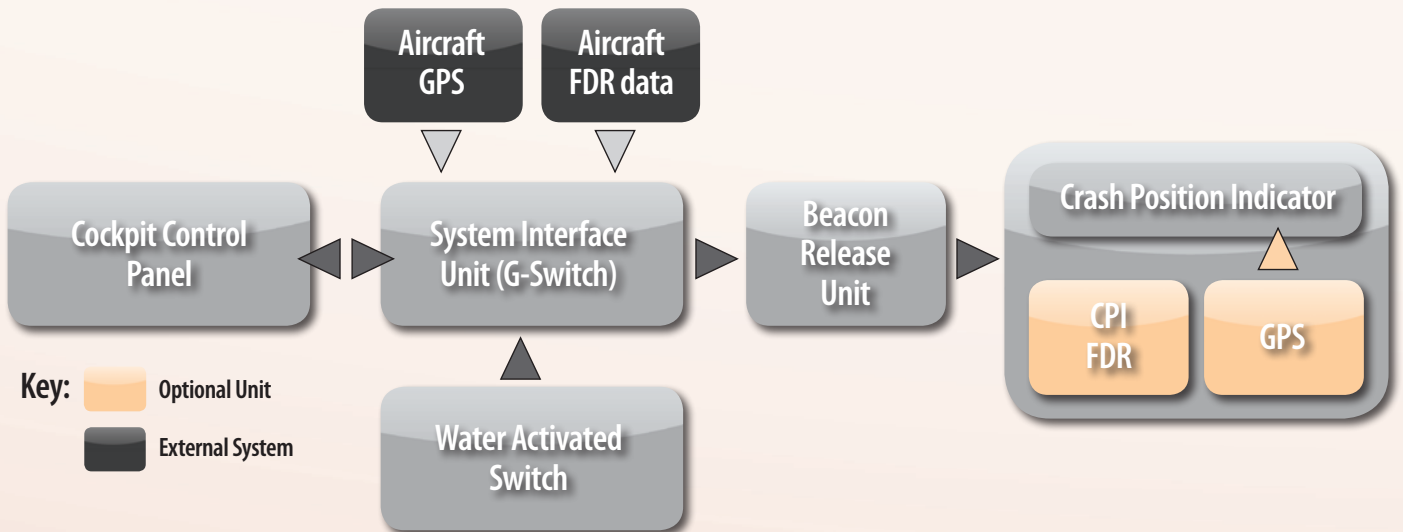 Aircraft
GPS
Aircraft
FDR data
Cockpit Control
Panel
System Interface
Unit (G-Switch)
Beacon
Release
Unit
Crash Position Indicator
CPI
FDR
GPS
Key:
Optional Unit
External System
Water Activated
Switch